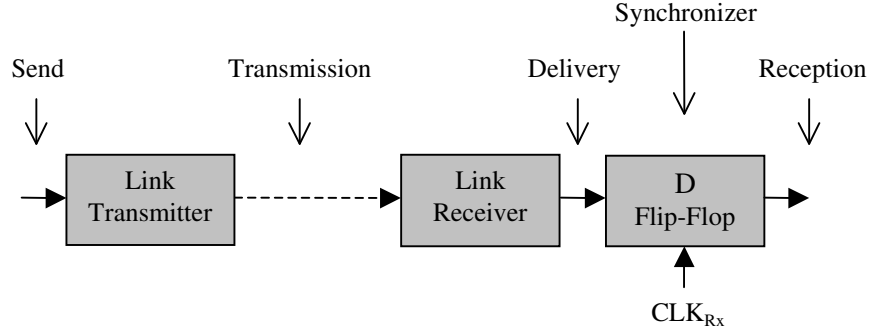 Synchronizer
Send
Transmission
Delivery
Reception
Link
Transmitter
Link
Receiver
D
Flip-Flop
CLKRx